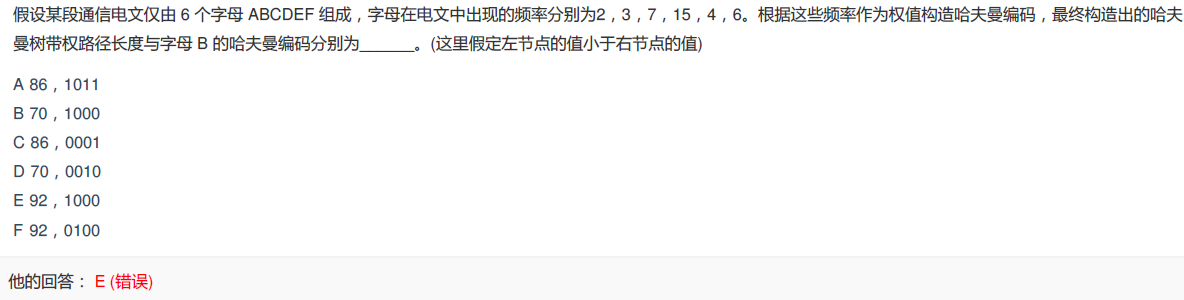 假设某段通信电文仅由 6 个字母 ABCDEF 组成，字母在电文中出现的频率分别为2，3，7，15，4，6。根据这些频率作为权值构造哈夫曼编码，最终构造出的哈夫
曼树带权路径长度与字母 B 的哈夫曼编码分别为______。(这里假定左节点的值小于右节点的值)
A 86，1011
B 70，1000
C 86，0001
D 70，0010
E 92，1000
F 92，0100
他的回答： E (错误)